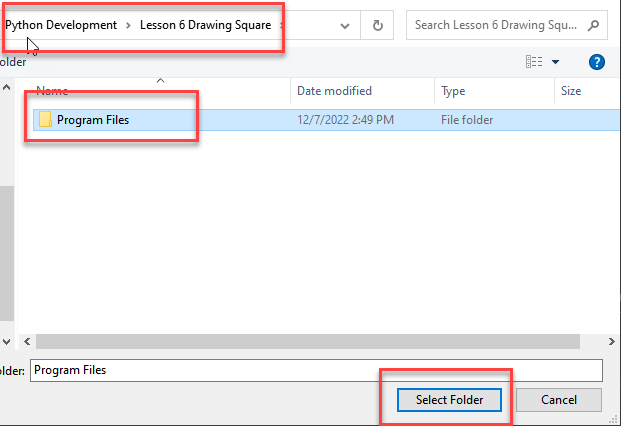 Python Development > Lesson 6 Drawing Square >
Search Lesson 6 Drawing Squ...
older
?
Name Date modified Type Size
Program Files 12/7/2022 2:49 PM File folder
older: Program Files
Select Folder Cancel